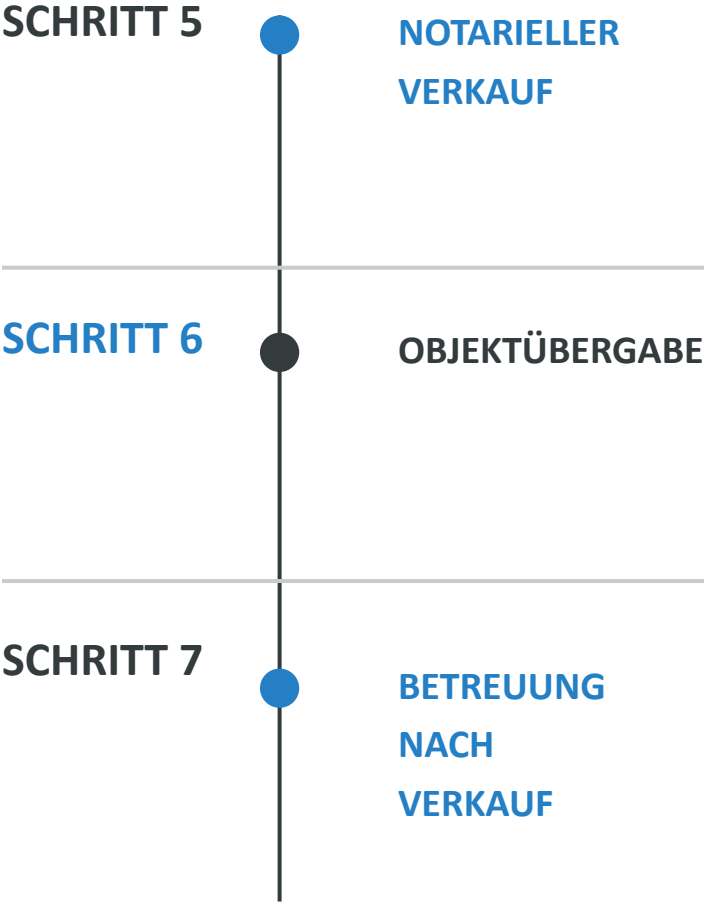 SCHRITT 5
NOTARIELLER
VERKAUF
SCHRITT 6
OBJEKTÜBERGABE
SCHRITT 7
BETREUUNG
NACH
VERKAUF